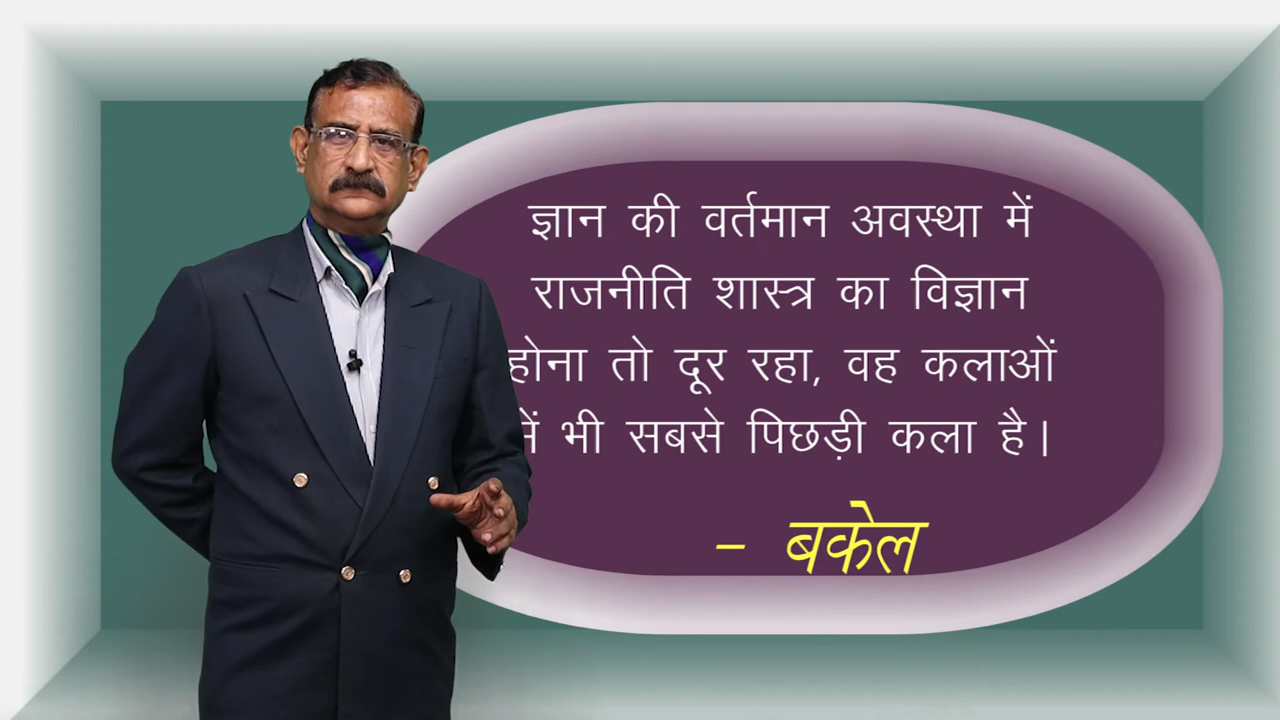 ज्ञान की वर्तमान अवस्था में
राजनीति शास्त्र का विज्ञान
होना तो दूर रहा, वह कलाओं
में भी सबसे पिछड़ी कला है।
– बकेल